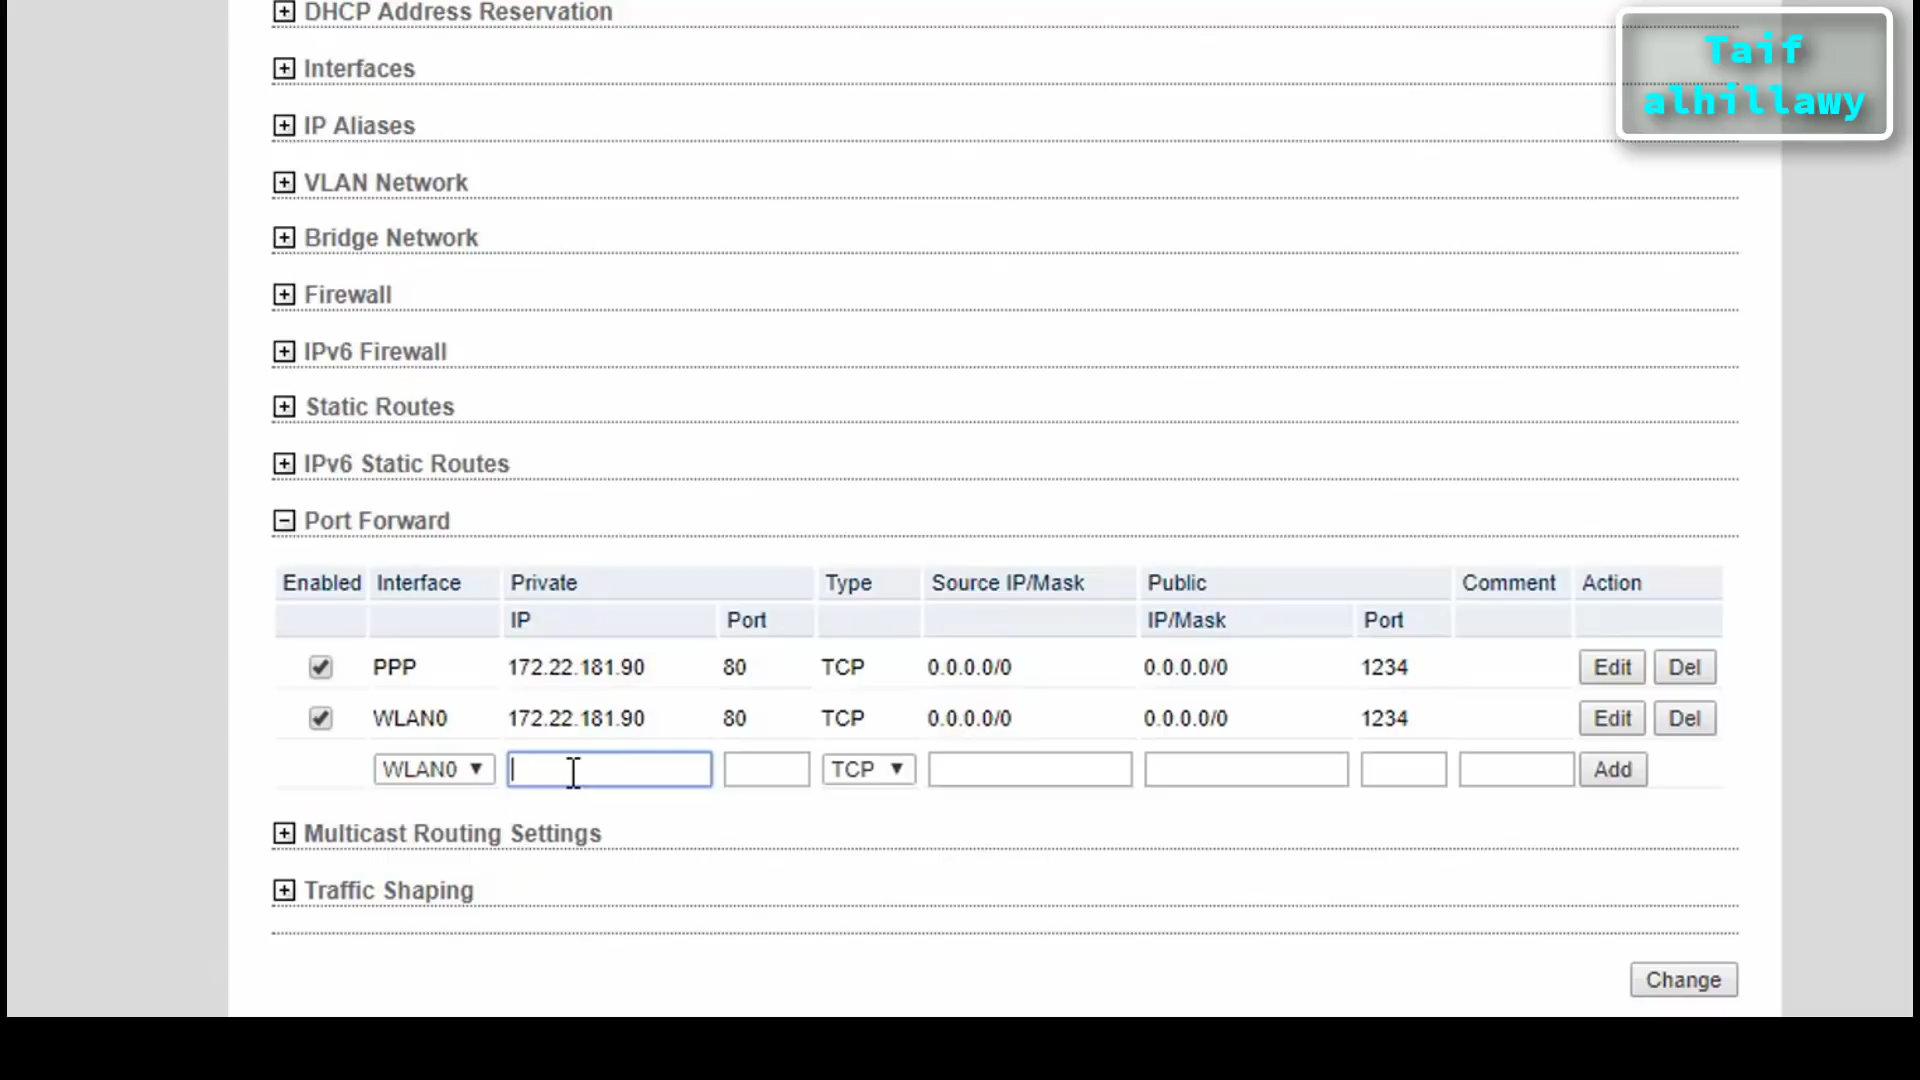 DHCP Address Reservation
Taif
alhillawy
Interfaces
IP Aliases
VLAN Network
Bridge Network
Firewall
IPv6 Firewall
Static Routes
IPv6 Static Routes
Port Forward
Enabled Interface Private Type Source IP/Mask Public Comment Action
IP Port IP/Mask Port
PPP 172.22.181.90 80 TCP 0.0.0.0/0 0.0.0.0/0 1234 Edit Del
WLAN0 172.22.181.90 80 TCP 0.0.0.0/0 0.0.0.0/0 1234 Edit Del
WLAN0 TCP Add
Multicast Routing Settings
Traffic Shaping
Change